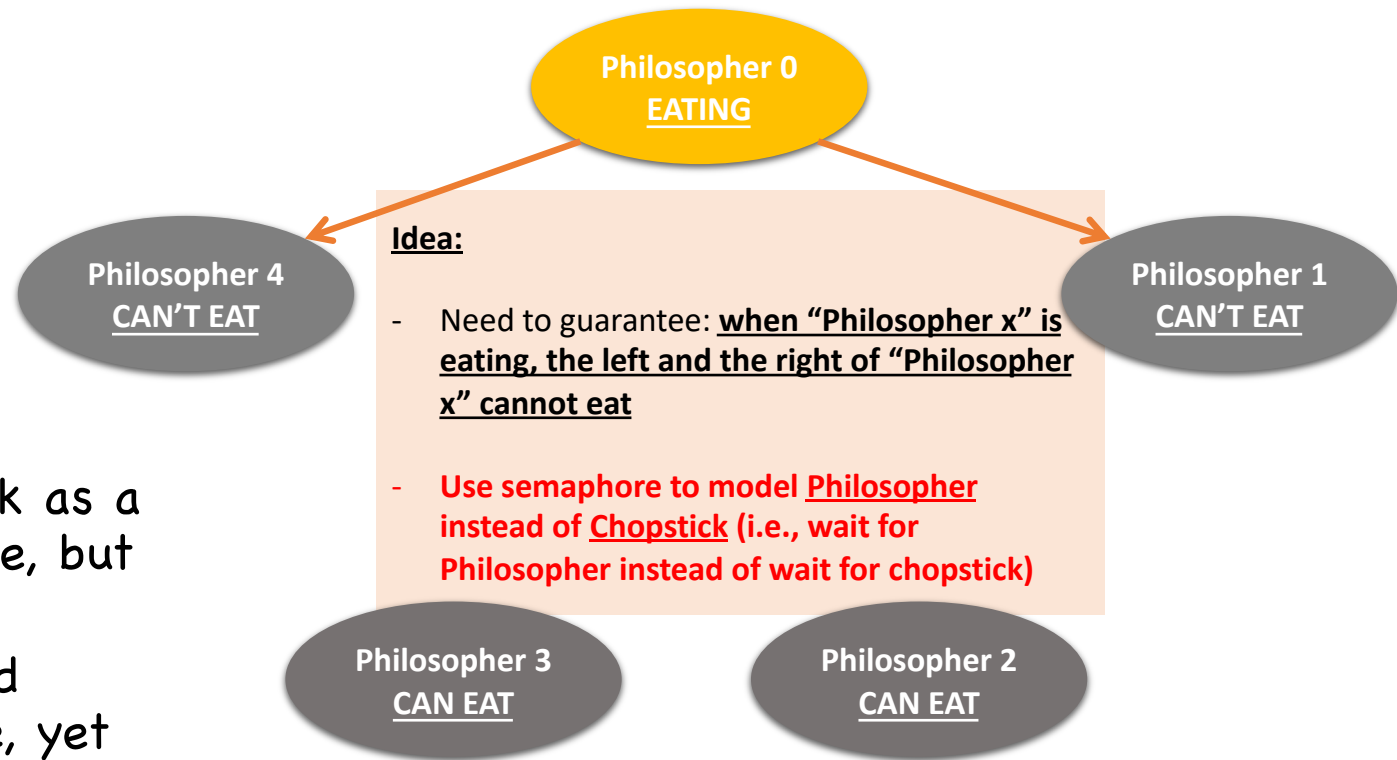 Philosopher 0
EATING
Philosopher 4
CAN'T EAT
Philosopher 1
CAN'T EAT
Idea:
- Need to guarantee: when “Philosopher x” is
eating, the left and the right of “Philosopher
x” cannot eat
- Use semaphore to model Philosopher
instead of Chopstick (i.e., wait for
Philosopher instead of wait for chopstick)
k as a
e, but
d
e, yet
Philosopher 3
CAN EAT
Philosopher 2
CAN EAT